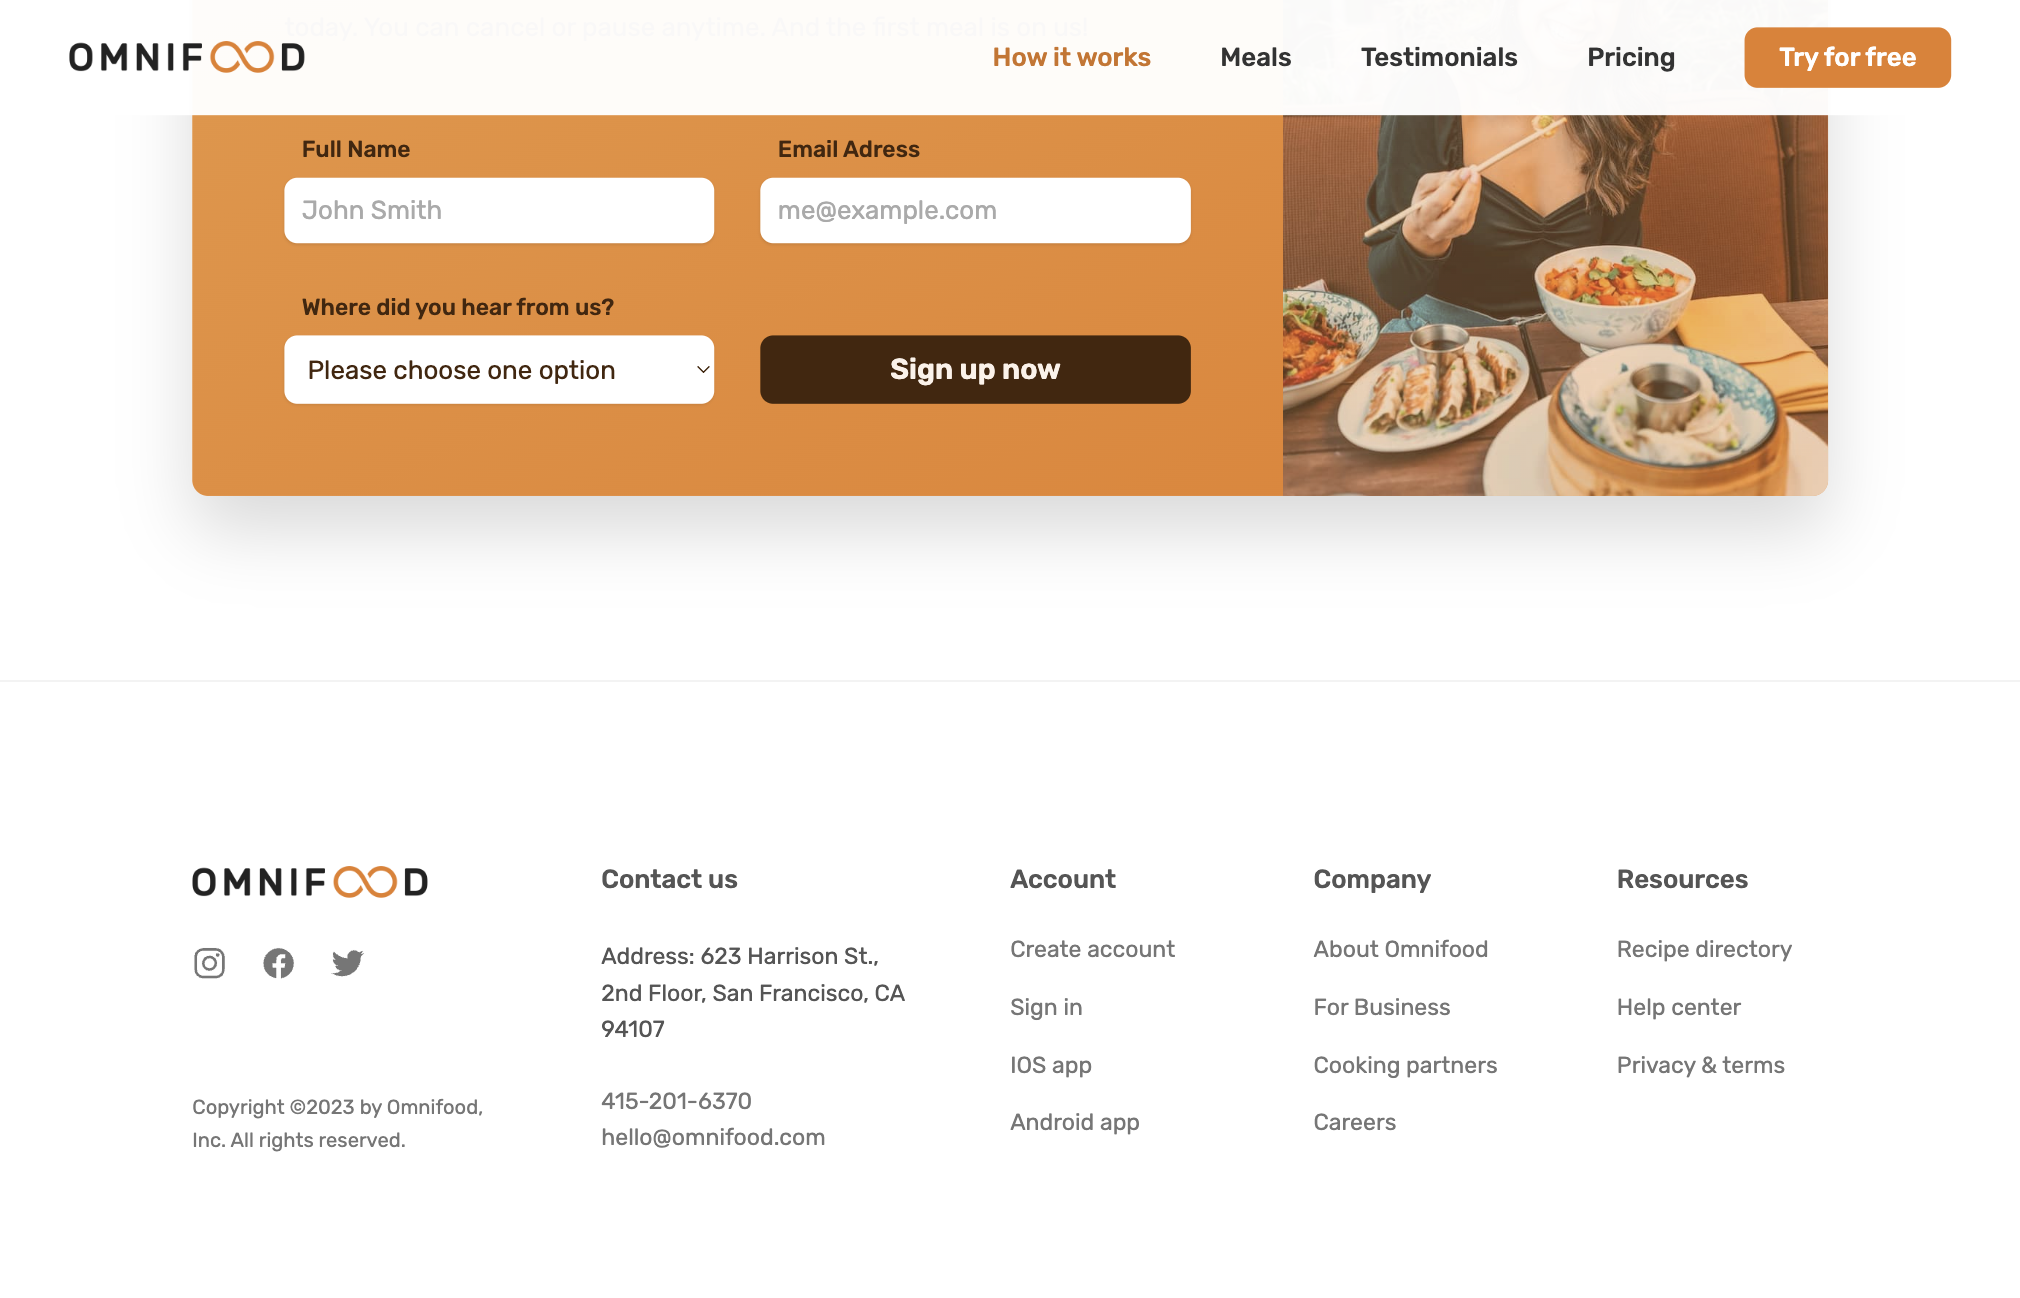 today. You can cancel or pause anytime. And the first meal is on us!
OMNIFOOD
How it works
Meals
Testimonials
Pricing
Try for free
Full Name
Email Adress
John Smith
me@example.com
Where did you hear from us?
Please choose one option
Sign up now
OMNIFOOD
Copyright ©2023 by Omnifood,
Inc. All rights reserved.
Contact us
Address: 623 Harrison St.,
2nd Floor, San Francisco, CA
94107
415-201-6370
hello@omnifood.com
Account
Create account
Sign in
IOS app
Android app
Company
About Omnifood
For Business
Cooking partners
Careers
Resources
Recipe directory
Help center
Privacy & terms